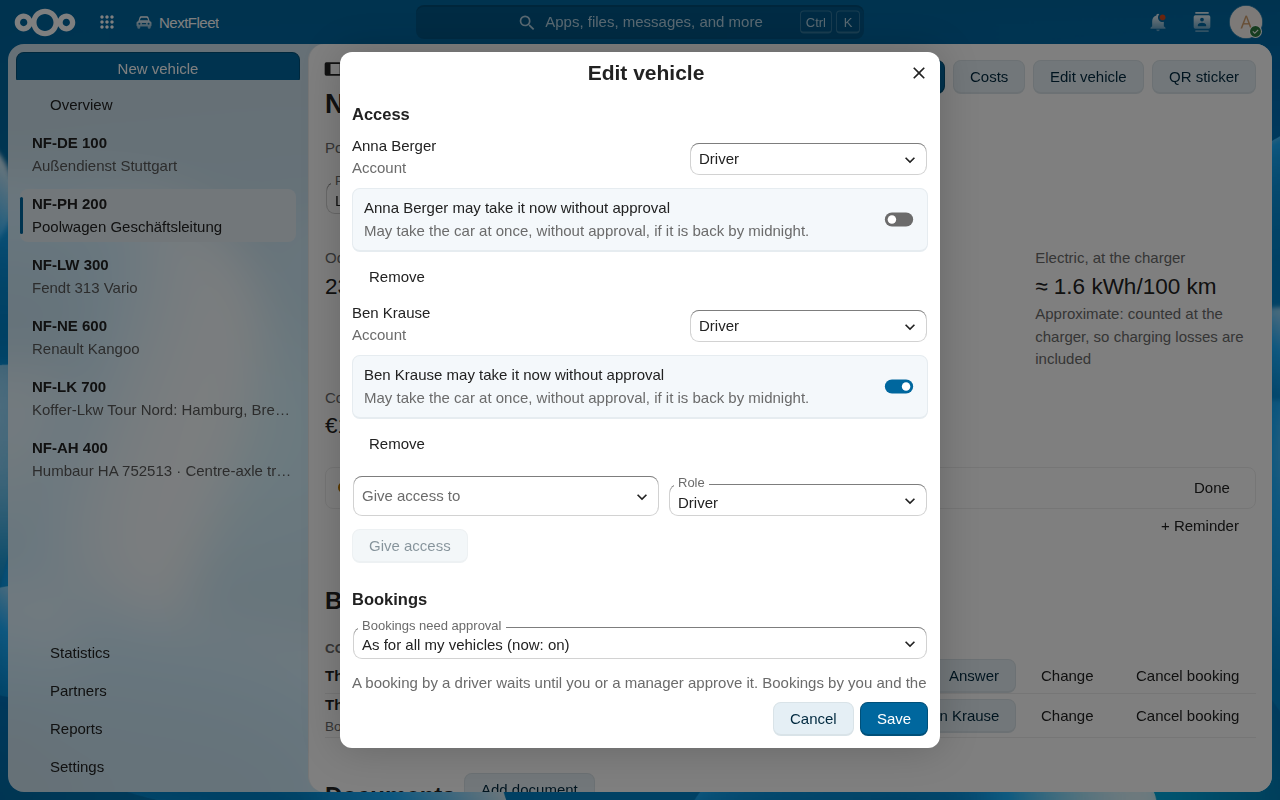 NextFleet
Apps, files, messages, and more
Ctrl
K
A
New vehicle
Overview
NF-DE 100
Außendienst Stuttgart
NF-PH 200
Poolwagen Geschäftsleitung
NF-LW 300
Fendt 313 Vario
NF-NE 600
Renault Kangoo
NF-LK 700
Koffer-Lkw Tour Nord: Hamburg, Bre…
NF-AH 400
Humbaur HA 752513 · Centre-axle tr…
Statistics
Partners
Reports
Settings
Costs
Edit vehicle
QR sticker
Electric, at the charger
≈ 1.6 kWh/100 km
Approximate: counted at the
charger, so charging losses are
included
Done
+ Reminder
Answer
Change
Cancel booking
n Krause
Change
Cancel booking
Documents
Add document
Edit vehicle
Access
Anna Berger
Account
Driver
Anna Berger may take it now without approval
May take the car at once, without approval, if it is back by midnight.
Remove
Ben Krause
Account
Driver
Ben Krause may take it now without approval
May take the car at once, without approval, if it is back by midnight.
Remove
Give access to
Role
Driver
Give access
Bookings
Bookings need approval
As for all my vehicles (now: on)
A booking by a driver waits until you or a manager approve it. Bookings by you and the
Cancel
Save